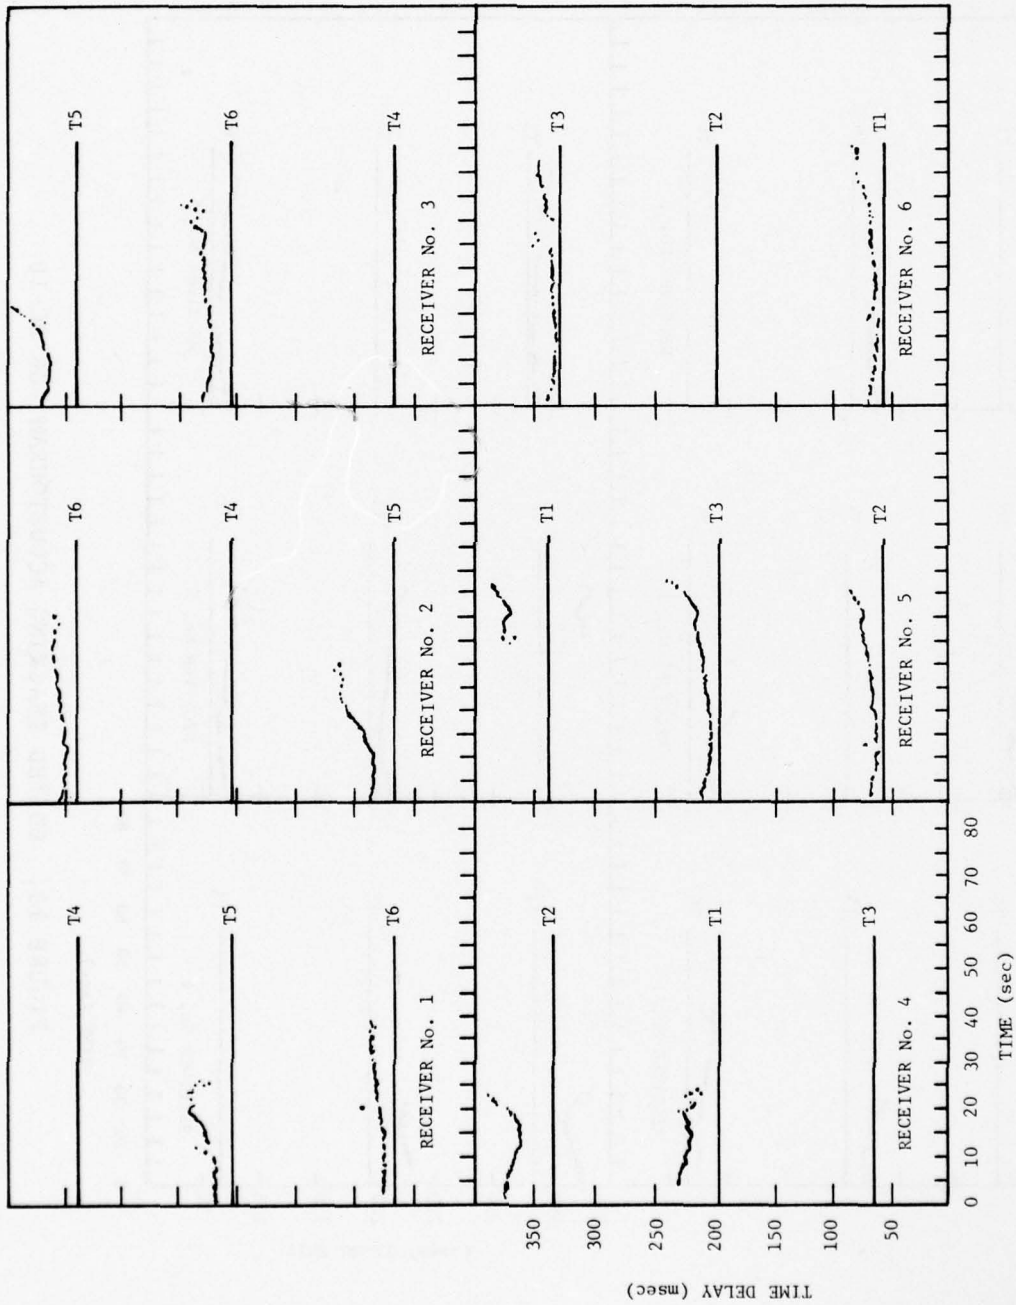 T4
T5
T6
RECEIVER No. 1
T6
T4
T5
RECEIVER No. 2
T5
T6
T4
RECEIVER No. 3
TIME DELAY (msec)
350
300
250
200
150
100
50
T2
T1
T3
RECEIVER No. 4
T1
T3
T2
RECEIVER No. 5
T3
T2
T1
RECEIVER No. 6
0 10 20 30 40 50 60 70 80
TIME (sec)